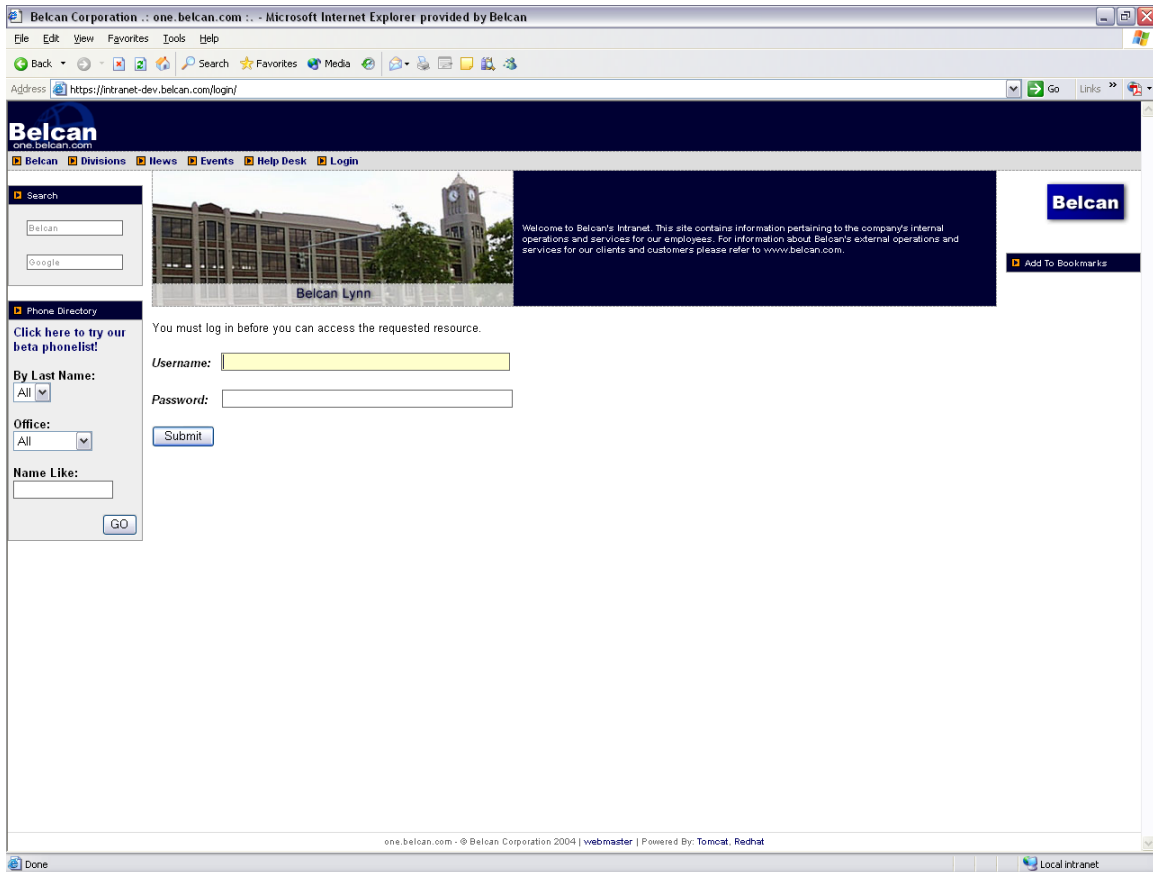 Belcan Corporation .: one.belcan.com :. - Microsoft Internet Explorer provided by Belcan
File Edit View Favorites Tools Help
Back Search Favorites Media
Address https://intranet-dev.belcan.com/login/ Go Links »
Belcan
one.belcan.com
Belcan Divisions News Events Help Desk Login
Search
Belcan
Google
Phone Directory
Click here to try our
beta phonelist!
By Last Name:
All
Office:
All
Name Like:
GO
Belcan Lynn
Welcome to Belcan's Intranet. This site contains information pertaining to the company's internal
operations and services for our employees. For information about Belcan's external operations and
services for our clients and customers please refer to www.belcan.com.
You must log in before you can access the requested resource.
Username:
Password:
Submit
Belcan
Add To Bookmarks
one.belcan.com - © Belcan Corporation 2004 | webmaster | Powered By: Tomcat, Redhat
Done Local intranet